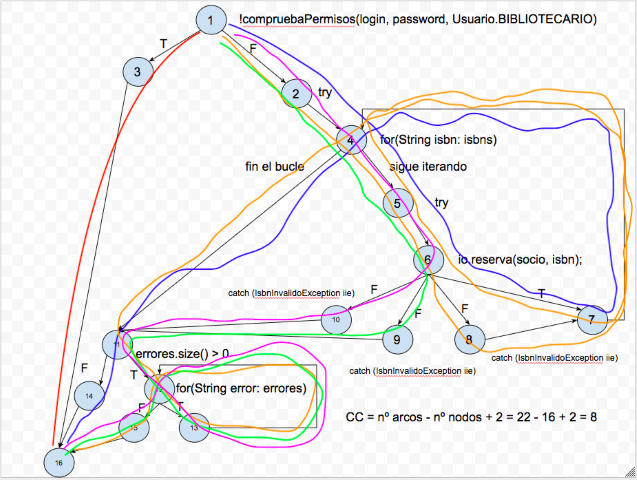 1
!compruebaPermisos(login, password, Usuario.BIBLIOTECARIO)
T
F
3
2
try
4
for(String isbn: isbns)
fin el bucle
sigue iterando
5
try
6
io.reserva(socio, isbn);
catch (IsbnInvalidoException iie)
F
F
F
T
10
7
9
8
11
errores.size() > 0
catch (IsbnInvalidoException iie)
catch (IsbnInvalidoException iie)
F
T
for(String error: errores)
14
F
T
15
13
CC = nº arcos - nº nodos + 2 = 22 - 16 + 2 = 8
16